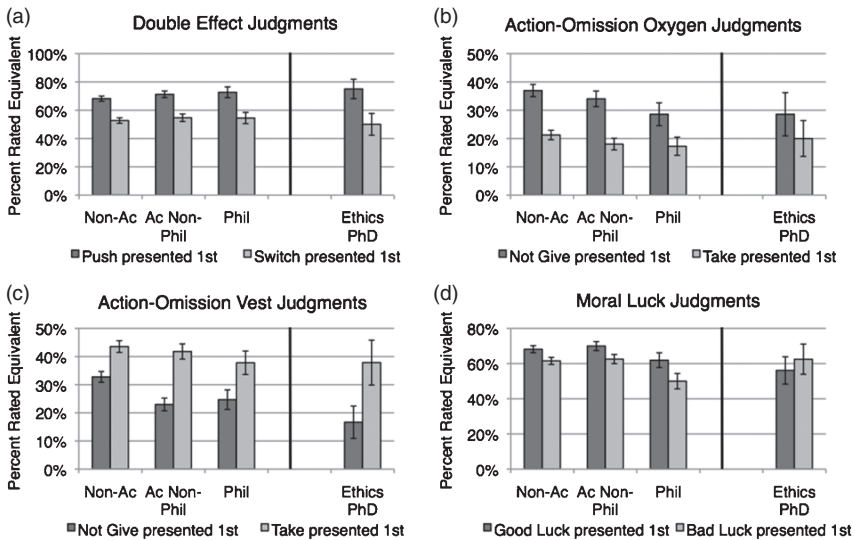 (a)
Double Effect Judgments
Percent Rated Equivalent
100%
80%
60%
40%
20%
0%
Non-Ac Ac Non- Phil Ethics
Phil PhD
Push presented 1st Switch presented 1st
(b)
Action-Omission Oxygen Judgments
Percent Rated Equivalent
50%
40%
30%
20%
10%
0%
Non-Ac Ac Non- Phil Ethics
Phil PhD
Not Give presented 1st Take presented 1st
(c)
Action-Omission Vest Judgments
Percent Rated Equivalent
50%
40%
30%
20%
10%
0%
Non-Ac Ac Non- Phil Ethics
Phil PhD
Not Give presented 1st Take presented 1st
(d)
Moral Luck Judgments
Percent Rated Equivalent
80%
60%
40%
20%
0%
Non-Ac Ac Non- Phil Ethics
Phil PhD
Good Luck presented 1st Bad Luck presented 1st